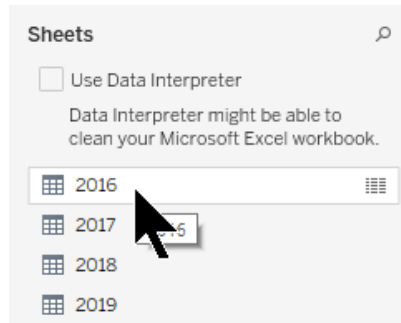 Sheets
Use Data Interpreter
Data Interpreter might be able to
clean your Microsoft Excel workbook.
2016
2017
2018
2019